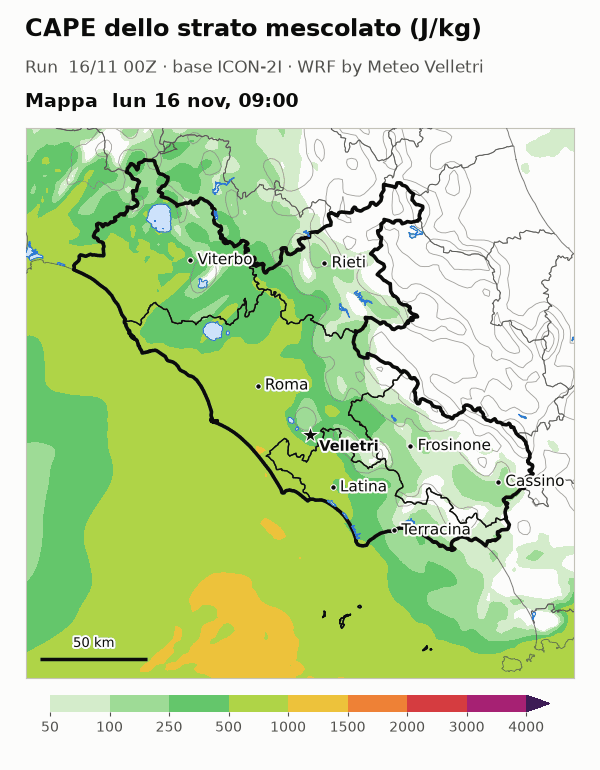 CAPE dello strato mescolato (J/kg)
Run  16/11 00Z · base ICON-2I · WRF by Meteo Velletri
Mappa  lun 16 nov, 09:00
Viterbo
Rieti
Roma
Velletri
Frosinone
Latina
Cassino
Terracina
50 km
50 100 250 500 1000 1500 2000 3000 4000